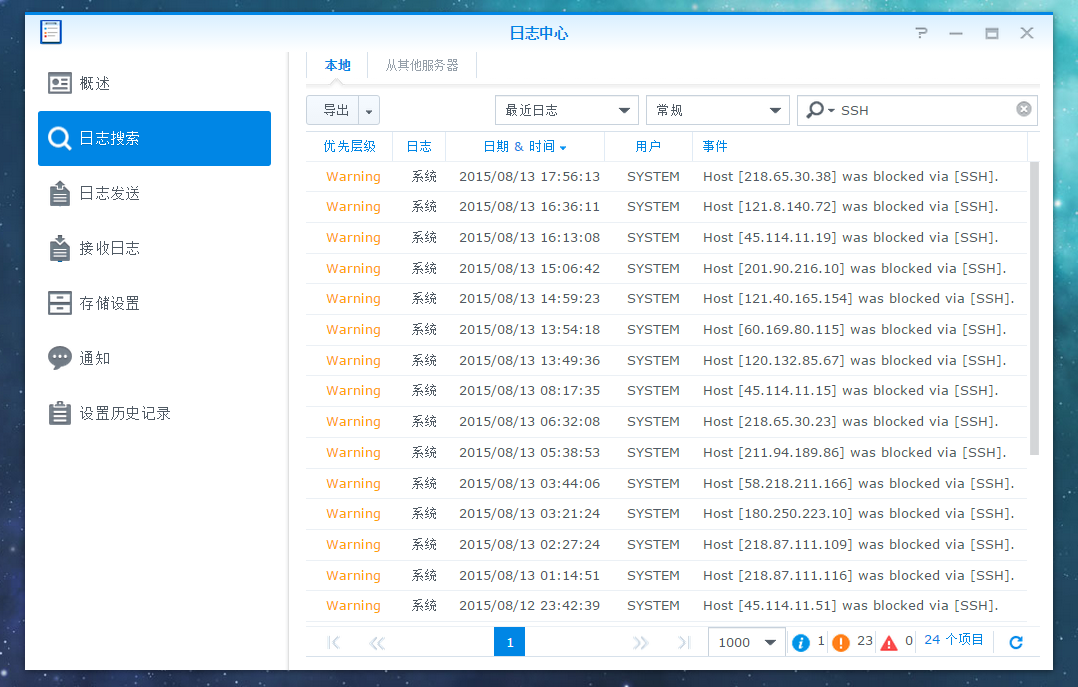 日志中心
概述
日志搜索
日志发送
接收日志
存储设置
通知
设置历史记录
本地 从其他服务器
导出 最近日志 常规 SSH
优先层级 日志 日期 & 时间 用户 事件
Warning 系统 2015/08/13 17:56:13 SYSTEM Host [218.65.30.38] was blocked via [SSH].
Warning 系统 2015/08/13 16:36:11 SYSTEM Host [121.8.140.72] was blocked via [SSH].
Warning 系统 2015/08/13 16:13:08 SYSTEM Host [45.114.11.19] was blocked via [SSH].
Warning 系统 2015/08/13 15:06:42 SYSTEM Host [201.90.216.10] was blocked via [SSH].
Warning 系统 2015/08/13 14:59:23 SYSTEM Host [121.40.165.154] was blocked via [SSH].
Warning 系统 2015/08/13 13:54:18 SYSTEM Host [60.169.80.115] was blocked via [SSH].
Warning 系统 2015/08/13 13:49:36 SYSTEM Host [120.132.85.67] was blocked via [SSH].
Warning 系统 2015/08/13 08:17:35 SYSTEM Host [45.114.11.15] was blocked via [SSH].
Warning 系统 2015/08/13 06:32:08 SYSTEM Host [218.65.30.23] was blocked via [SSH].
Warning 系统 2015/08/13 05:38:53 SYSTEM Host [211.94.189.86] was blocked via [SSH].
Warning 系统 2015/08/13 03:44:06 SYSTEM Host [58.218.211.166] was blocked via [SSH].
Warning 系统 2015/08/13 03:21:24 SYSTEM Host [180.250.223.10] was blocked via [SSH].
Warning 系统 2015/08/13 02:27:24 SYSTEM Host [218.87.111.109] was blocked via [SSH].
Warning 系统 2015/08/13 01:14:51 SYSTEM Host [218.87.111.116] was blocked via [SSH].
Warning 系统 2015/08/12 23:42:39 SYSTEM Host [45.114.11.51] was blocked via [SSH].
1 1000 1 23 0 24 个项目